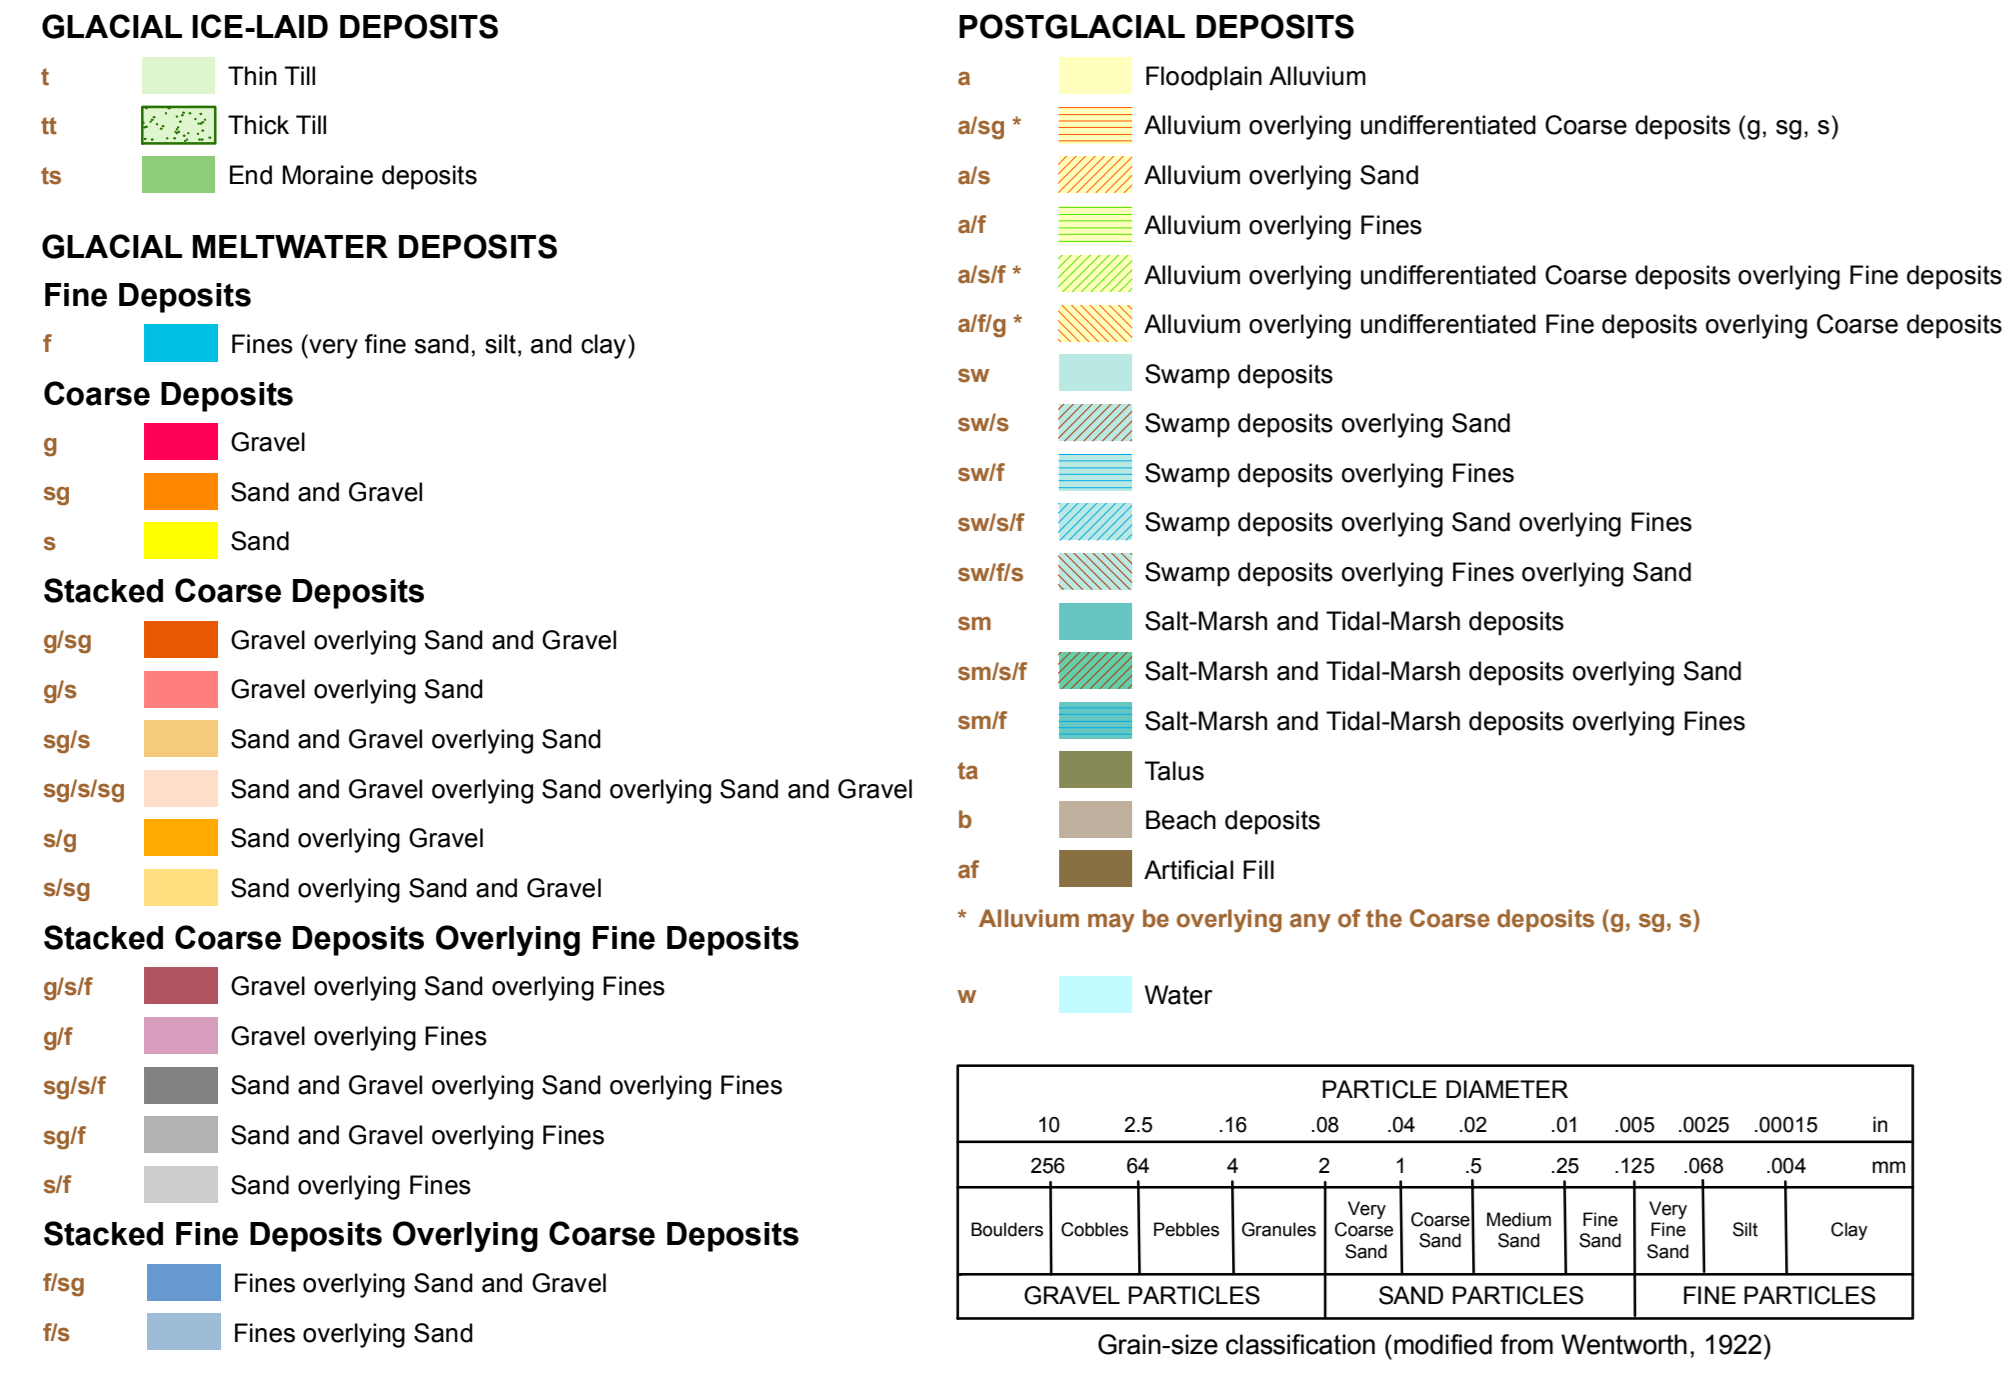 GLACIAL ICE-LAID DEPOSITS
t Thin Till
tt Thick Till
ts End Moraine deposits
GLACIAL MELTWATER DEPOSITS
Fine Deposits
f Fines (very fine sand, silt, and clay)
Coarse Deposits
g Gravel
sg Sand and Gravel
s Sand
Stacked Coarse Deposits
g/sg Gravel overlying Sand and Gravel
g/s Gravel overlying Sand
sg/s Sand and Gravel overlying Sand
sg/s/sg Sand and Gravel overlying Sand overlying Sand and Gravel
s/g Sand overlying Gravel
s/sg Sand overlying Sand and Gravel
Stacked Coarse Deposits Overlying Fine Deposits
g/s/f Gravel overlying Sand overlying Fines
g/f Gravel overlying Fines
sg/s/f Sand and Gravel overlying Sand overlying Fines
sg/f Sand and Gravel overlying Fines
s/f Sand overlying Fines
Stacked Fine Deposits Overlying Coarse Deposits
f/sg Fines overlying Sand and Gravel
f/s Fines overlying Sand
POSTGLACIAL DEPOSITS
a Floodplain Alluvium
a/sg * Alluvium overlying undifferentiated Coarse deposits (g, sg, s)
a/s Alluvium overlying Sand
a/f Alluvium overlying Fines
a/s/f * Alluvium overlying undifferentiated Coarse deposits overlying Fine deposits
a/f/g * Alluvium overlying undifferentiated Fine deposits overlying Coarse deposits
sw Swamp deposits
sw/s Swamp deposits overlying Sand
sw/f Swamp deposits overlying Fines
sw/s/f Swamp deposits overlying Sand overlying Fines
sw/f/s Swamp deposits overlying Fines overlying Sand
sm Salt-Marsh and Tidal-Marsh deposits
sm/s/f Salt-Marsh and Tidal-Marsh deposits overlying Sand
sm/f Salt-Marsh and Tidal-Marsh deposits overlying Fines
ta Talus
b Beach deposits
af Artificial Fill
* Alluvium may be overlying any of the Coarse deposits (g, sg, s)
w Water
PARTICLE DIAMETER
10 2.5 .16 .08 .04 .02 .01 .005 .0025 .00015 in
256 64 4 2 1 .5 .25 .125 .068 .004 mm
Boulders Cobbles Pebbles Granules Very Coarse Sand Coarse Sand Medium Sand Fine Sand Very Fine Sand Silt Clay
GRAVEL PARTICLES SAND PARTICLES FINE PARTICLES
Grain-size classification (modified from Wentworth, 1922)